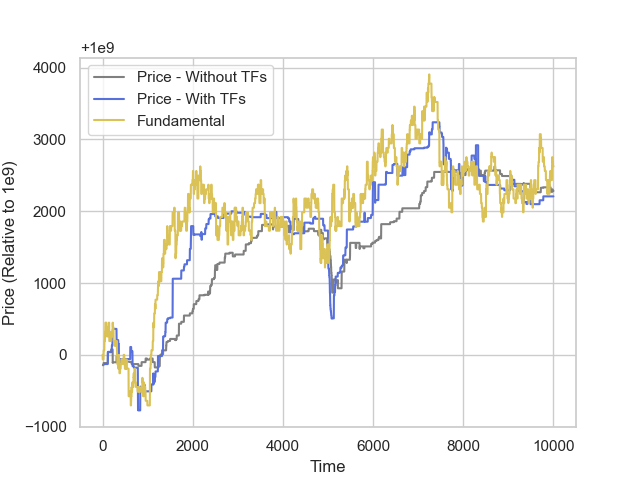 +1e9
4000
3000
2000
1000
0
−1000
Price (Relative to 1e9)
Price - Without TFs
Price - With TFs
Fundamental
0
2000
4000
6000
8000
10000
Time